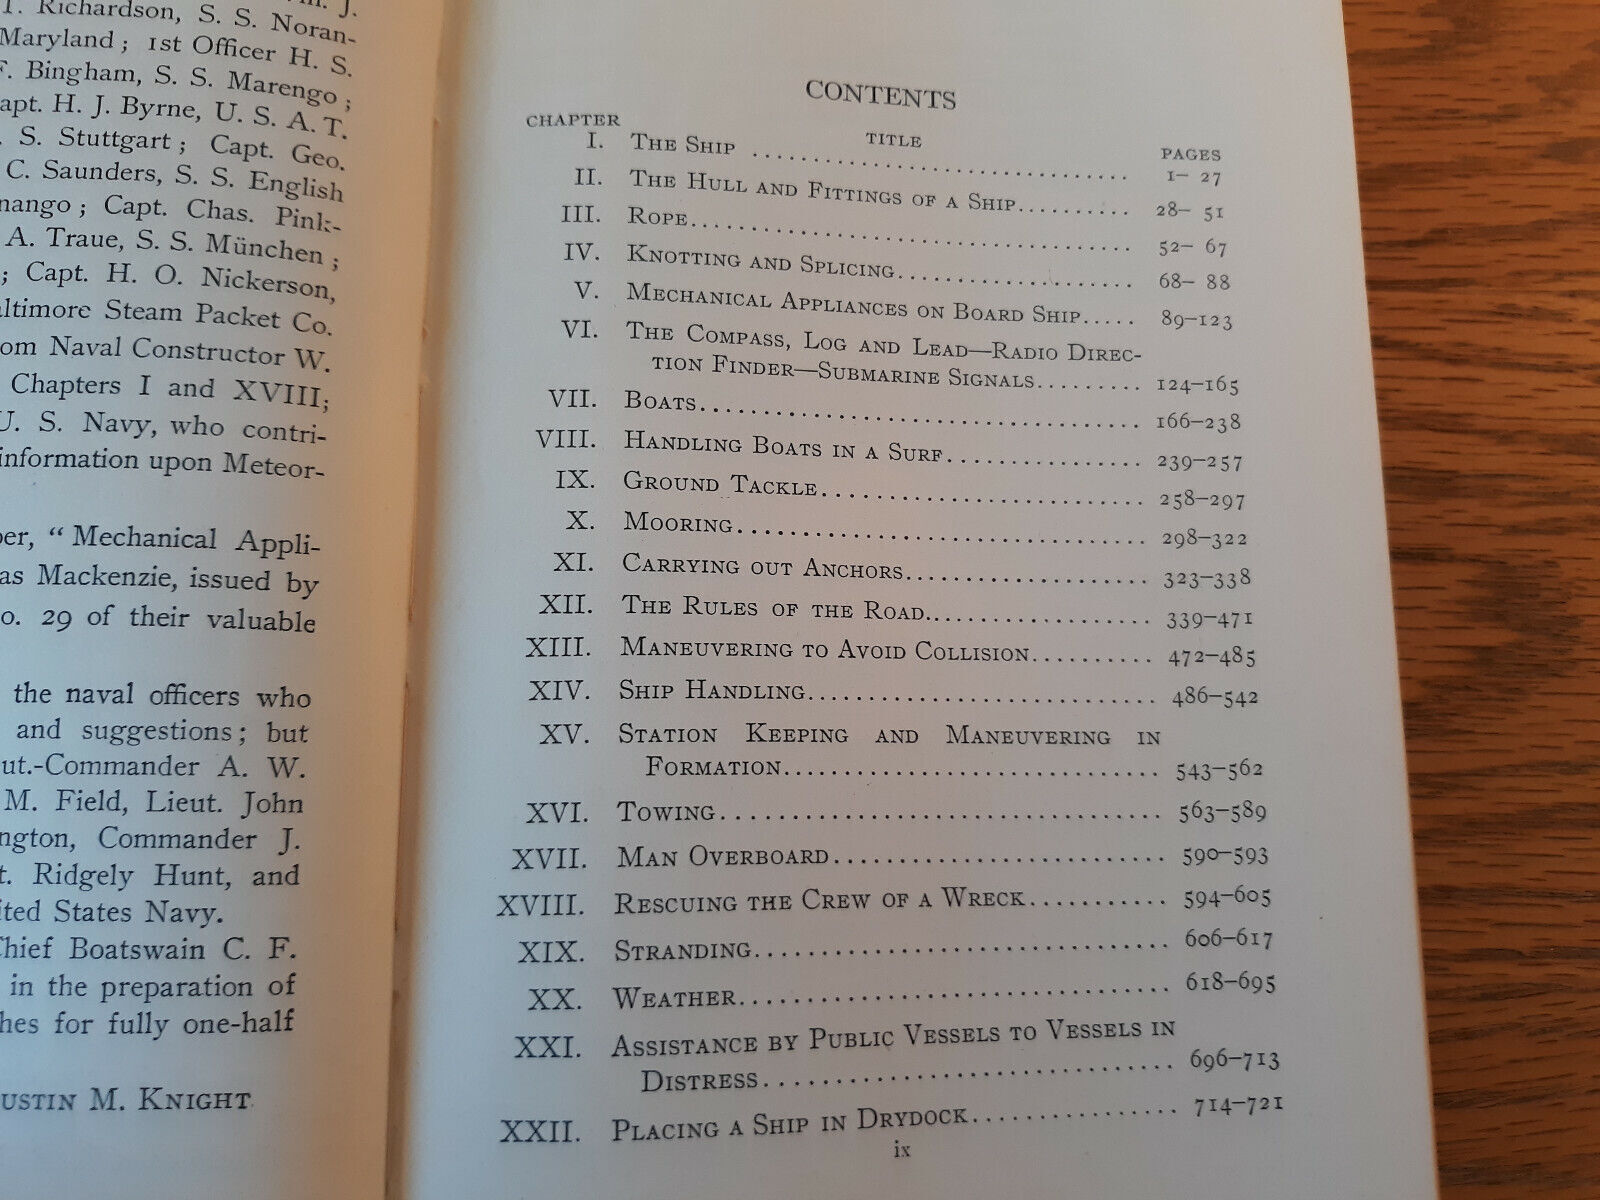 T. Richardson, S. S. Noran-
Maryland; 1st Officer H. S.
F. Bingham, S. S. Marengo;
apt. H. J. Byrne, U. S. A. T.
. S. Stuttgart; Capt. Geo.
C. Saunders, S. S. English
nango; Capt. Chas. Pink-
A. Traue, S. S. München;
; Capt. H. O. Nickerson,
altimore Steam Packet Co.
om Naval Constructor W.
Chapters I and XVIII;
U. S. Navy, who contri-
information upon Meteor-
per, “Mechanical Appli-
as Mackenzie, issued by
o. 29 of their valuable
the naval officers who
and suggestions; but
ut.-Commander A. W.
M. Field, Lieut. John
ngton, Commander J.
t. Ridgely Hunt, and
ited States Navy.
Chief Boatswain C. F.
in the preparation of
hes for fully one-half
USTIN M. KNIGHT
CONTENTS
CHAPTER TITLE PAGES
I. THE SHIP ........................................ 1– 27
II. THE HULL AND FITTINGS OF A SHIP.......... 28– 51
III. ROPE........................................ 52– 67
IV. KNOTTING AND SPLICING..................... 68– 88
V. MECHANICAL APPLIANCES ON BOARD SHIP..... 89–123
VI. THE COMPASS, LOG AND LEAD—RADIO DIREC-
TION FINDER—SUBMARINE SIGNALS......... 124–165
VII. BOATS...................................... 166–238
VIII. HANDLING BOATS IN A SURF................. 239–257
IX. GROUND TACKLE............................ 258–297
X. MOORING.................................. 298–322
XI. CARRYING OUT ANCHORS..................... 323–338
XII. THE RULES OF THE ROAD................... 339–471
XIII. MANEUVERING TO AVOID COLLISION.......... 472–485
XIV. SHIP HANDLING............................. 486–542
XV. STATION KEEPING AND MANEUVERING IN
FORMATION............................... 543–562
XVI. TOWING.................................... 563–589
XVII. MAN OVERBOARD........................... 590–593
XVIII. RESCUING THE CREW OF A WRECK........... 594–605
XIX. STRANDING................................. 606–617
XX. WEATHER.................................. 618–695
XXI. ASSISTANCE BY PUBLIC VESSELS TO VESSELS IN
DISTRESS................................. 696–713
XXII. PLACING A SHIP IN DRYDOCK................ 714–721
ix